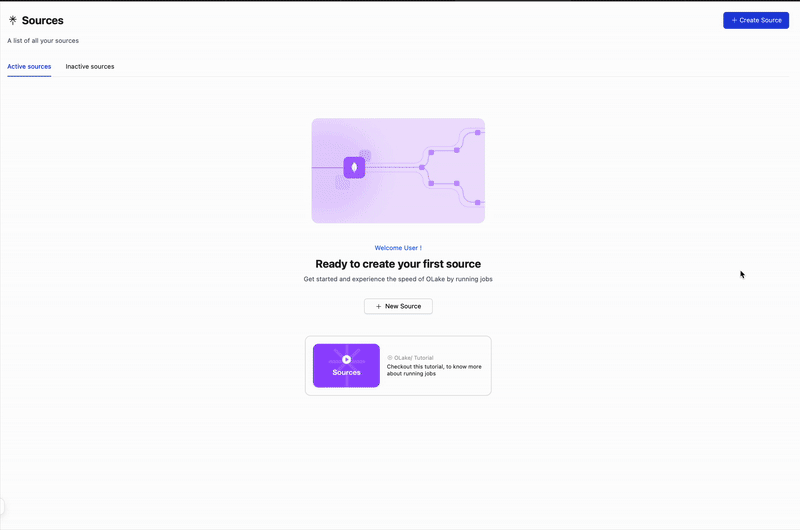 Sources
+ Create Source
A list of all your sources
Active sources
Inactive sources
Welcome User !
Ready to create your first source
Get started and experience the speed of OLake by running jobs
+ New Source
Sources
OLake/ Tutorial
Checkout this tutorial, to know more
about running jobs